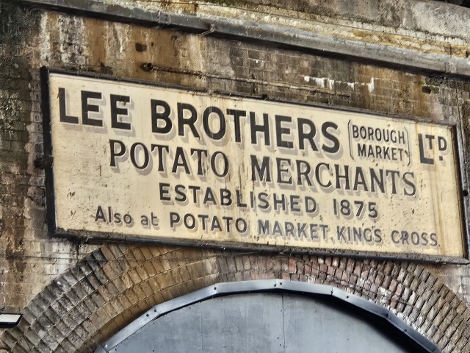 LEE BROTHERS (BOROUGH MARKET) LTD
POTATO MERCHANTS
ESTABLISHED 1875
Also at POTATO MARKET, KING'S CROSS.